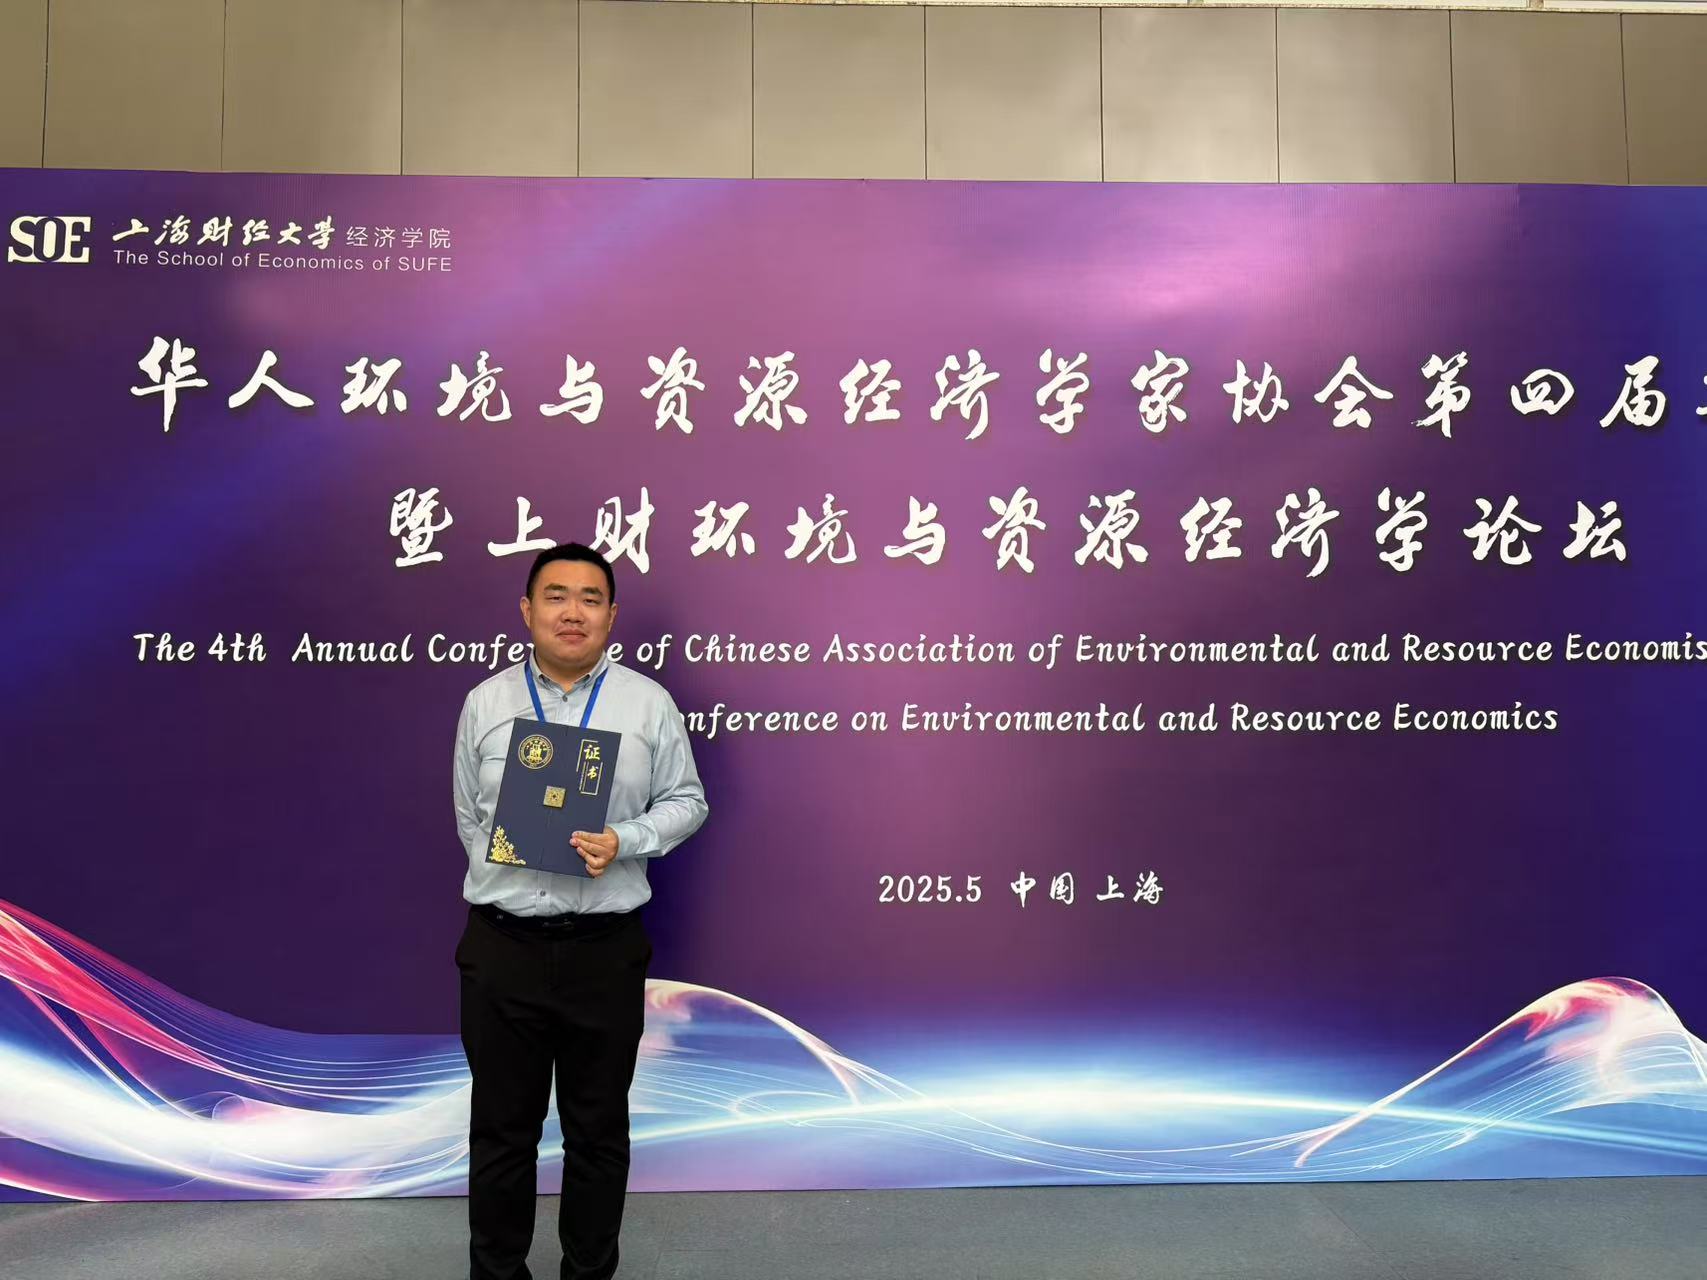 SOE 上海财经大学 经济学院
The School of Economics of SUFE
华人环境与资源经济学家协会第四届
暨上财环境与资源经济学论坛
The 4th Annual Confe e of Chinese Association of Environmental and Resource Economis
onference on Environmental and Resource Economics
证书
2025.5 中国 上海